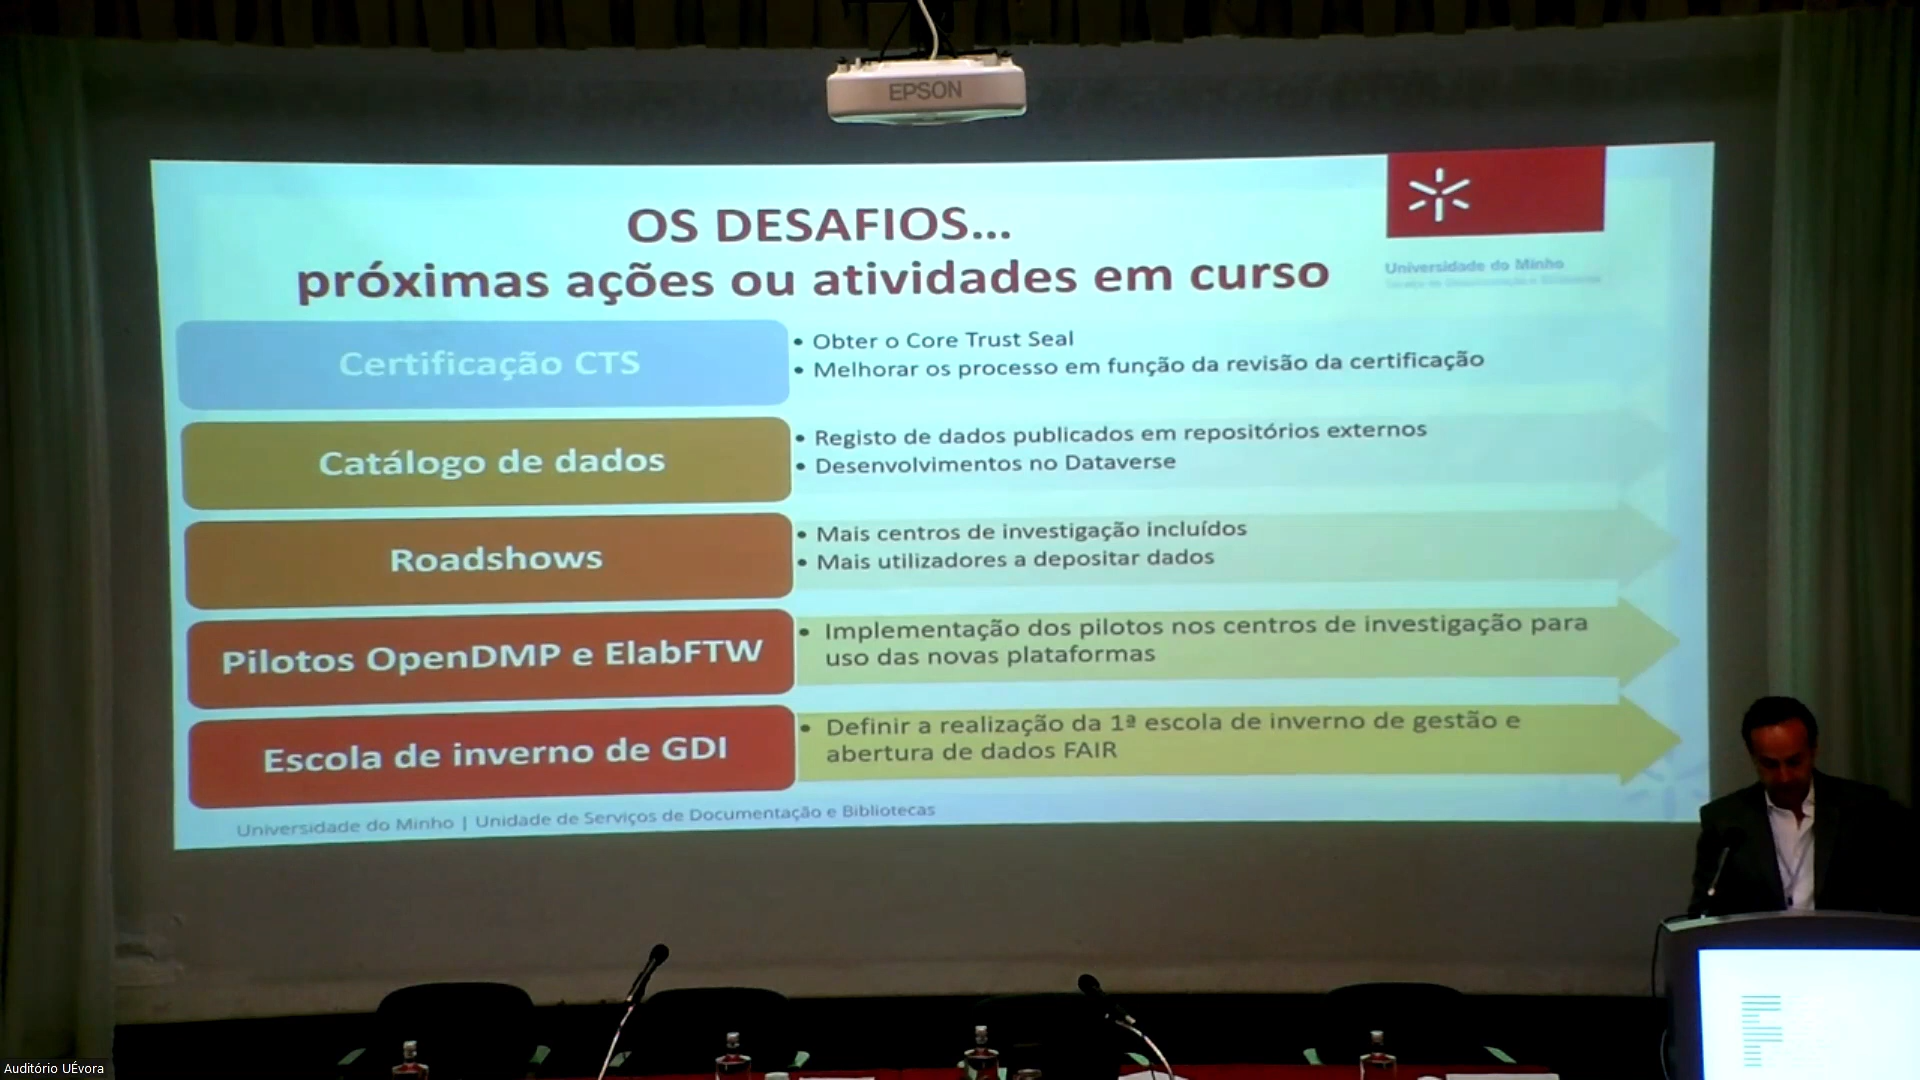 EPSON
OS DESAFIOS...
próximas ações ou atividades em curso
Universidade do Minho
Certificação CTS
• Obter o Core Trust Seal
• Melhorar os processo em função da revisão da certificação
Catálogo de dados
• Registo de dados publicados em repositórios externos
• Desenvolvimentos no Dataverse
Roadshows
• Mais centros de investigação incluídos
• Mais utilizadores a depositar dados
Pilotos OpenDMP e ElabFTW
• Implementação dos pilotos nos centros de investigação para
uso das novas plataformas
Escola de inverno de GDI
• Definir a realização da 1ª escola de inverno de gestão e
abertura de dados FAIR
Universidade do Minho | Unidade de Serviços de Documentação e Bibliotecas
Auditório UÉvora